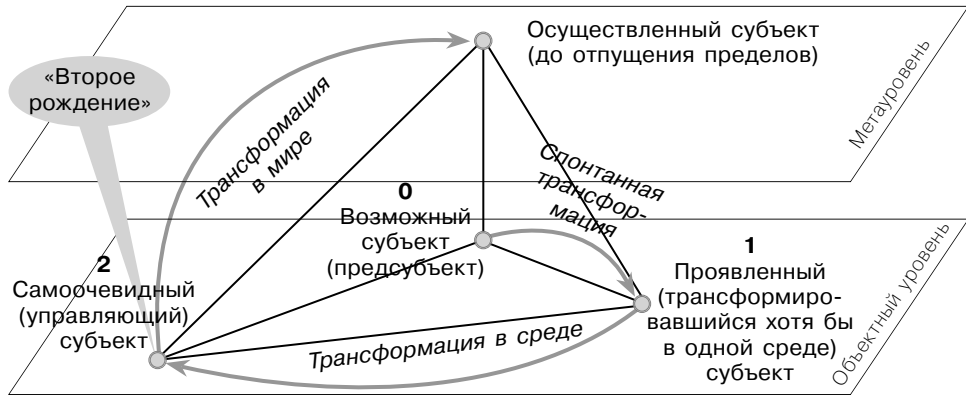 Осуществленный субъект
(до отпущения пределов)
Метауровень
«Второе
рождение»
Трансформация
в мире
Спонтанная
трансфор-
мация
0
Возможный
субъект
(предсубъект)
1
Проявленный
(трансформиро-
вавшийся хотя бы
в одной среде)
субъект
2
Самоочевидный
(управляющий)
субъект
Трансформация в среде
Объектный уровень